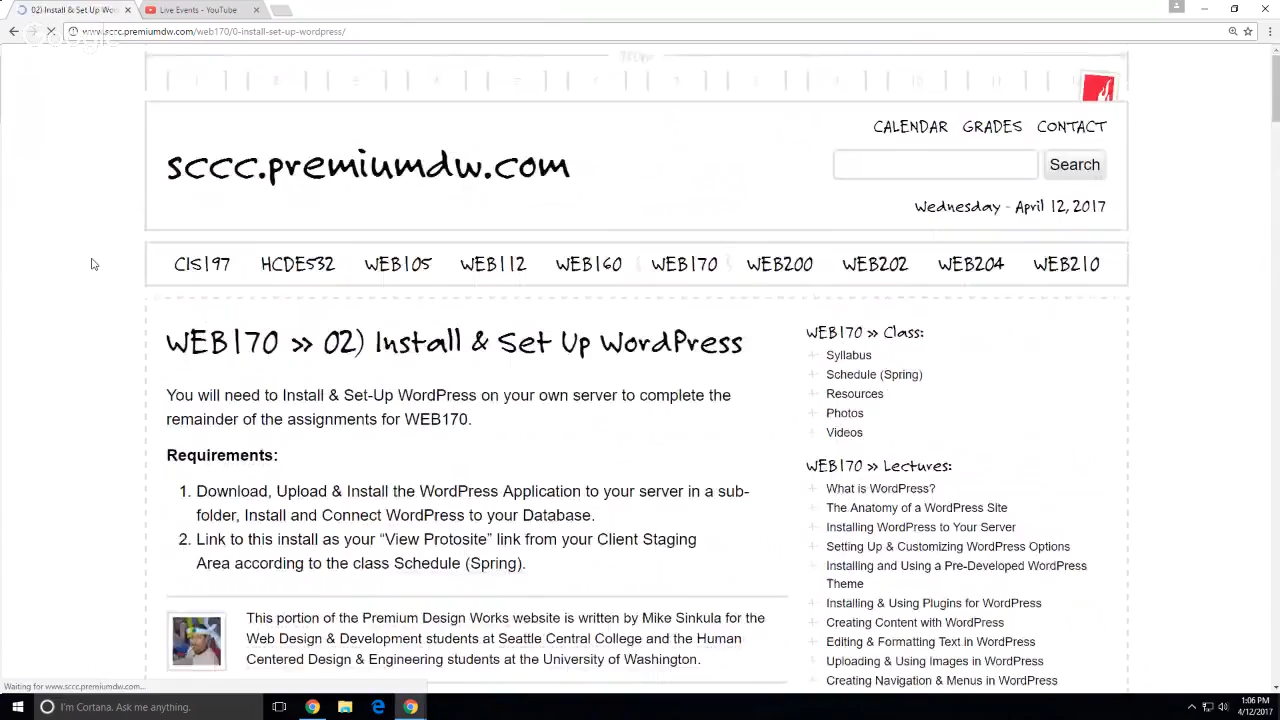 02) Install & Set Up Wor
Live Events - YouTube
www.sccc.premiumdw.com/web170/0-install-set-up-wordpress/
CALENDAR GRADES CONTACT
sccc.premiumdw.com
Search
Wednesday - April 12, 2017
CIS197 HCDE532 WEB105 WEB112 WEB160 WEB170 WEB200 WEB202 WEB204 WEB210
WEB170 >> 02) Install & Set Up WordPress
You will need to Install & Set-Up WordPress on your own server to complete the
remainder of the assignments for WEB170.
Requirements:
1. Download, Upload & Install the WordPress Application to your server in a sub-
folder, Install and Connect WordPress to your Database.
2. Link to this install as your “View Protosite” link from your Client Staging
Area according to the class Schedule (Spring).
This portion of the Premium Design Works website is written by Mike Sinkula for the
Web Design & Development students at Seattle Central College and the Human
Centered Design & Engineering students at the University of Washington.
WEB170 >> Class:
Syllabus
Schedule (Spring)
Resources
Photos
Videos
WEB170 >> Lectures:
What is WordPress?
The Anatomy of a WordPress Site
Installing WordPress to Your Server
Setting Up & Customizing WordPress Options
Installing and Using a Pre-Developed WordPress
Theme
Installing & Using Plugins for WordPress
Creating Content with WordPress
Editing & Formatting Text in WordPress
Uploading & Using Images in WordPress
Creating Navigation & Menus in WordPress
Waiting for www.sccc.premiumdw.com...
I'm Cortana. Ask me anything.
1:06 PM
4/12/2017